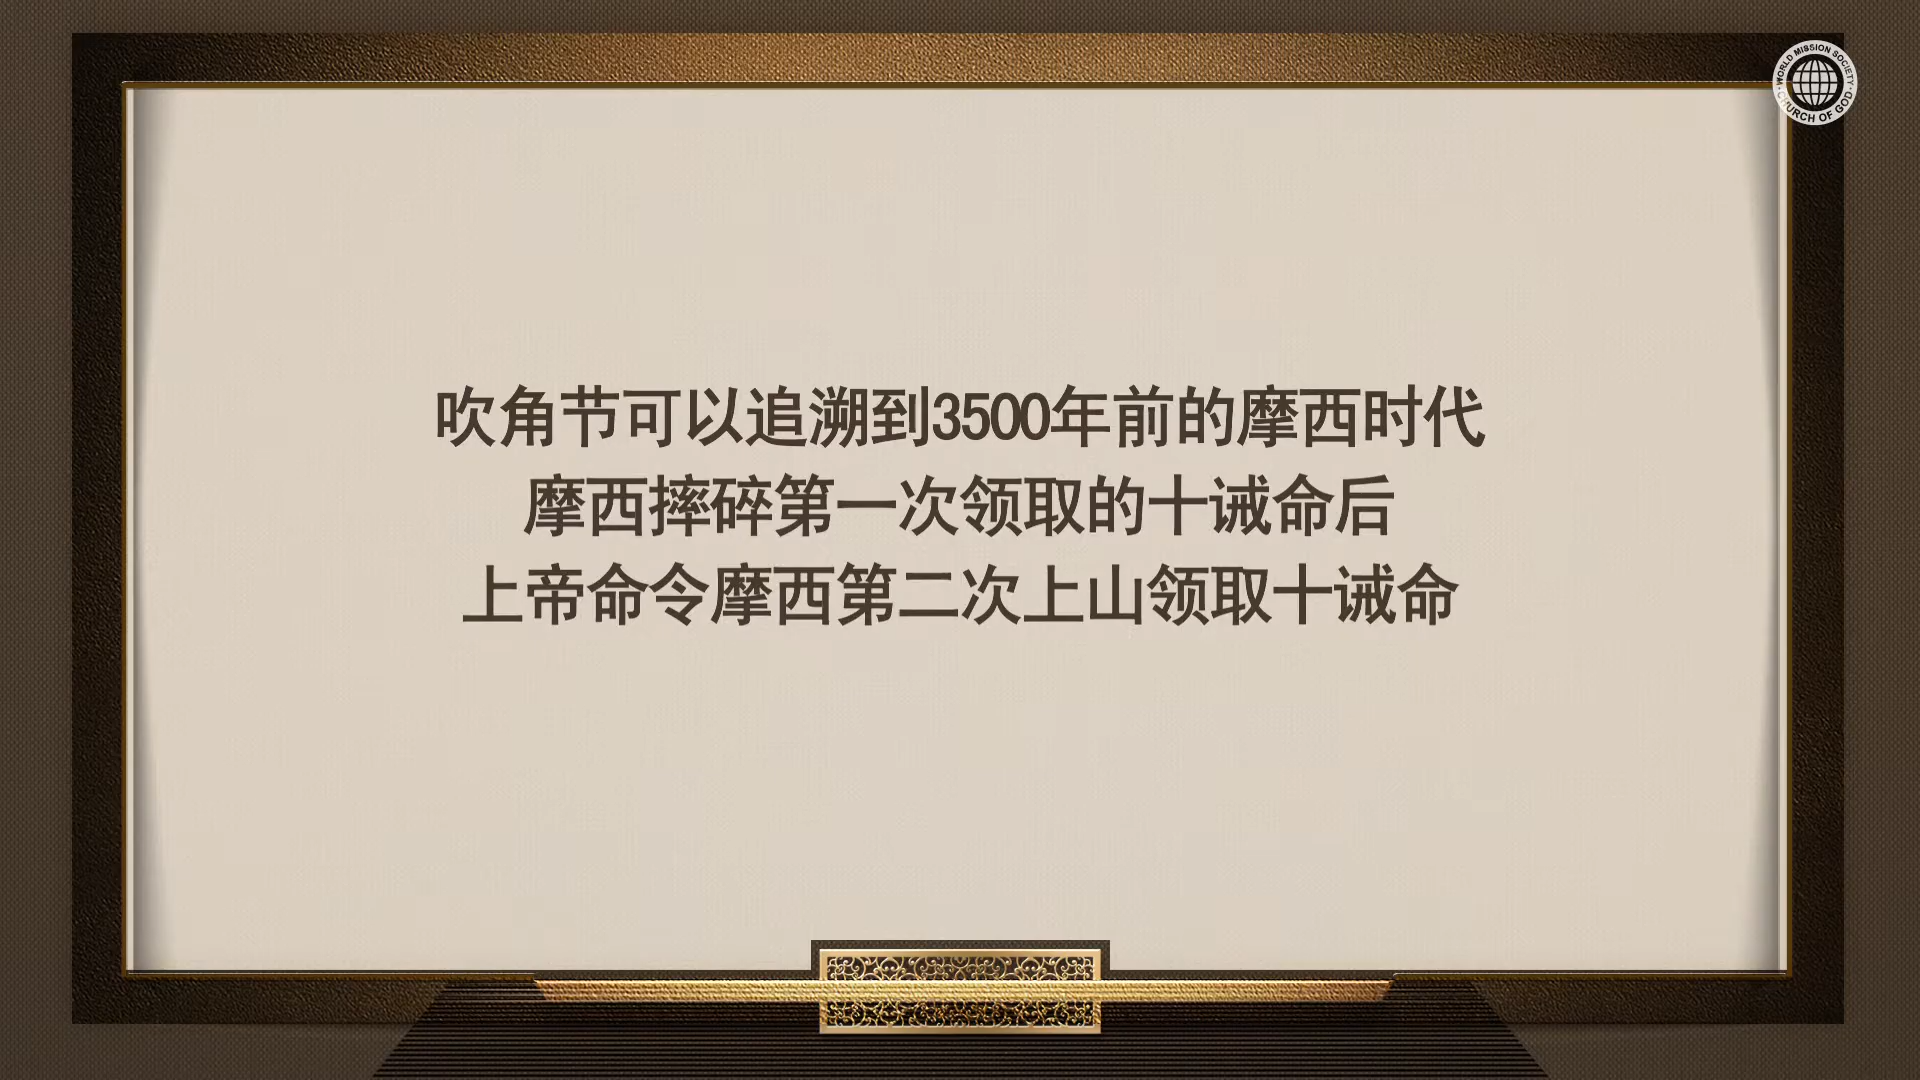 WORLD MISSION SOCIETY
CHURCH OF GOD
吹角节可以追溯到3500年前的摩西时代
摩西摔碎第一次领取的十诫命后
上帝命令摩西第二次上山领取十诫命